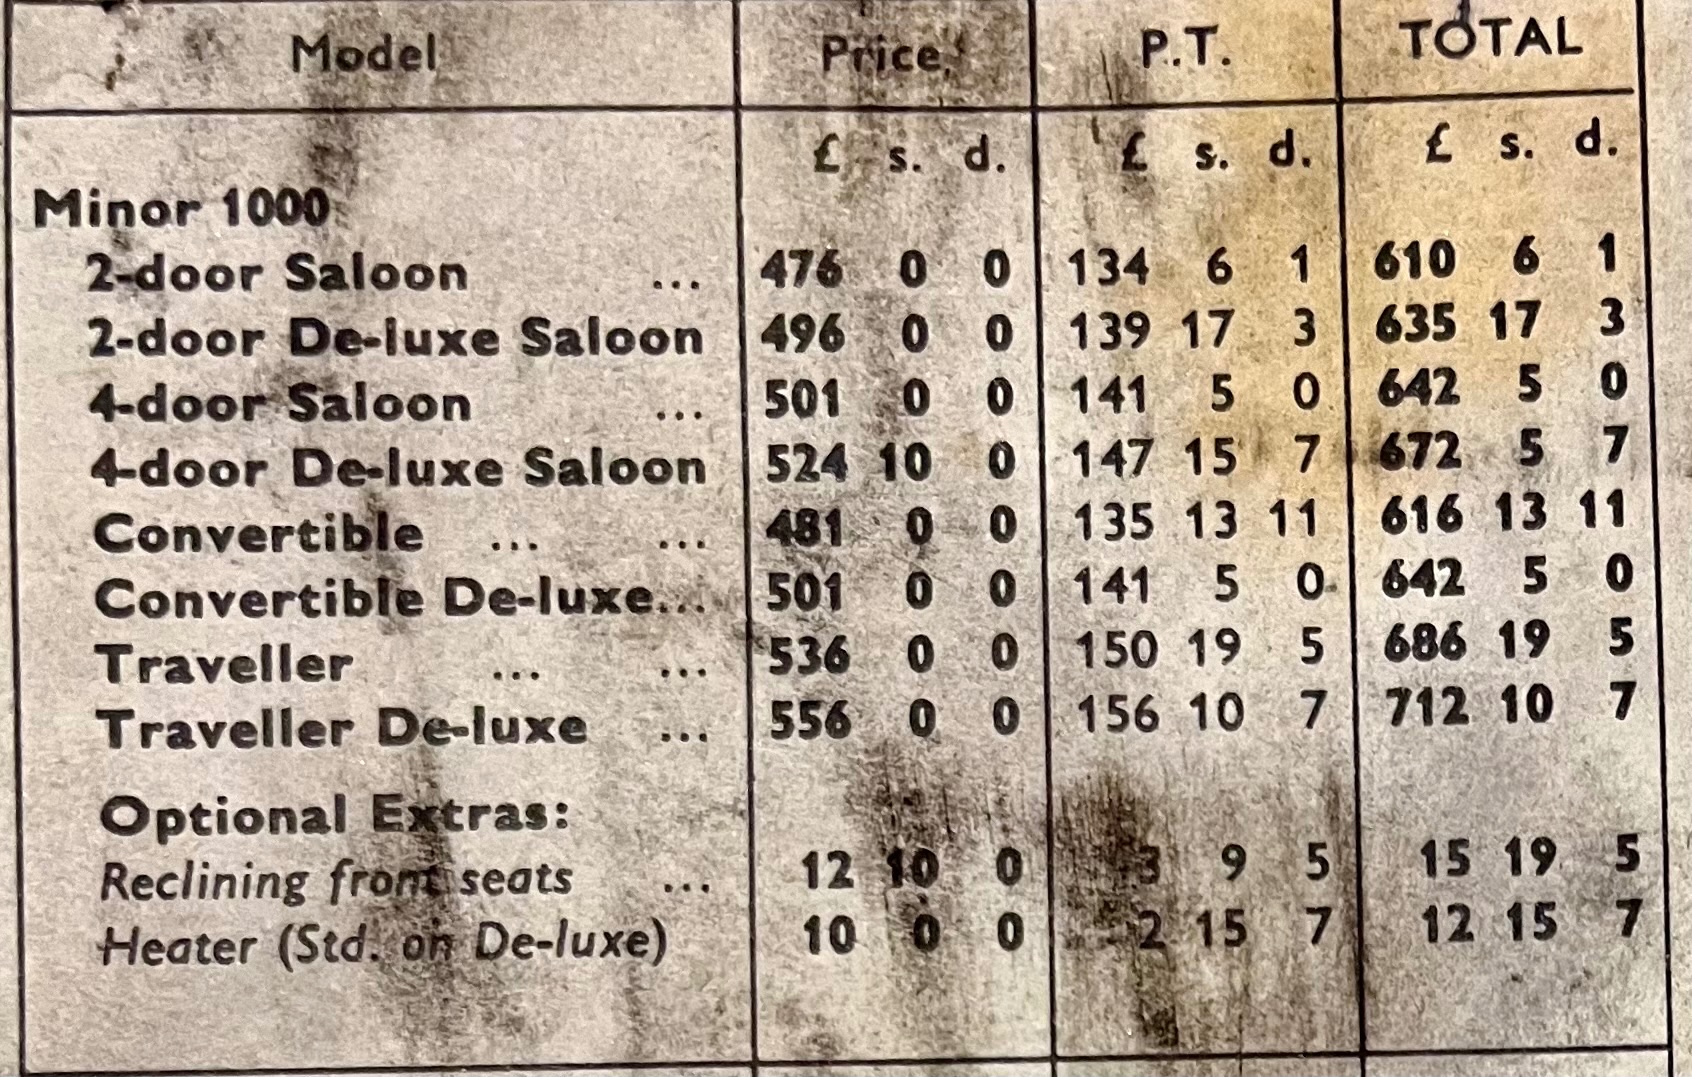 Model Price P.T. TOTAL
£ s. d. £ s. d. £ s. d.
Minor 1000
2-door Saloon ... 476 0 0 134 6 1 610 6 1
2-door De-luxe Saloon 496 0 0 139 17 3 635 17 3
4-door Saloon ... 501 0 0 141 5 0 642 5 0
4-door De-luxe Saloon 524 10 0 147 15 7 672 5 7
Convertible ... ... 481 0 0 135 13 11 616 13 11
Convertible De-luxe... 501 0 0 141 5 0 642 5 0
Traveller ... ... 536 0 0 150 19 5 686 19 5
Traveller De-luxe ... 556 0 0 156 10 7 712 10 7
Optional Extras:
Reclining front seats ... 12 10 0 3 9 5 15 19 5
Heater (Std. on De-luxe) 10 0 0 2 15 7 12 15 7